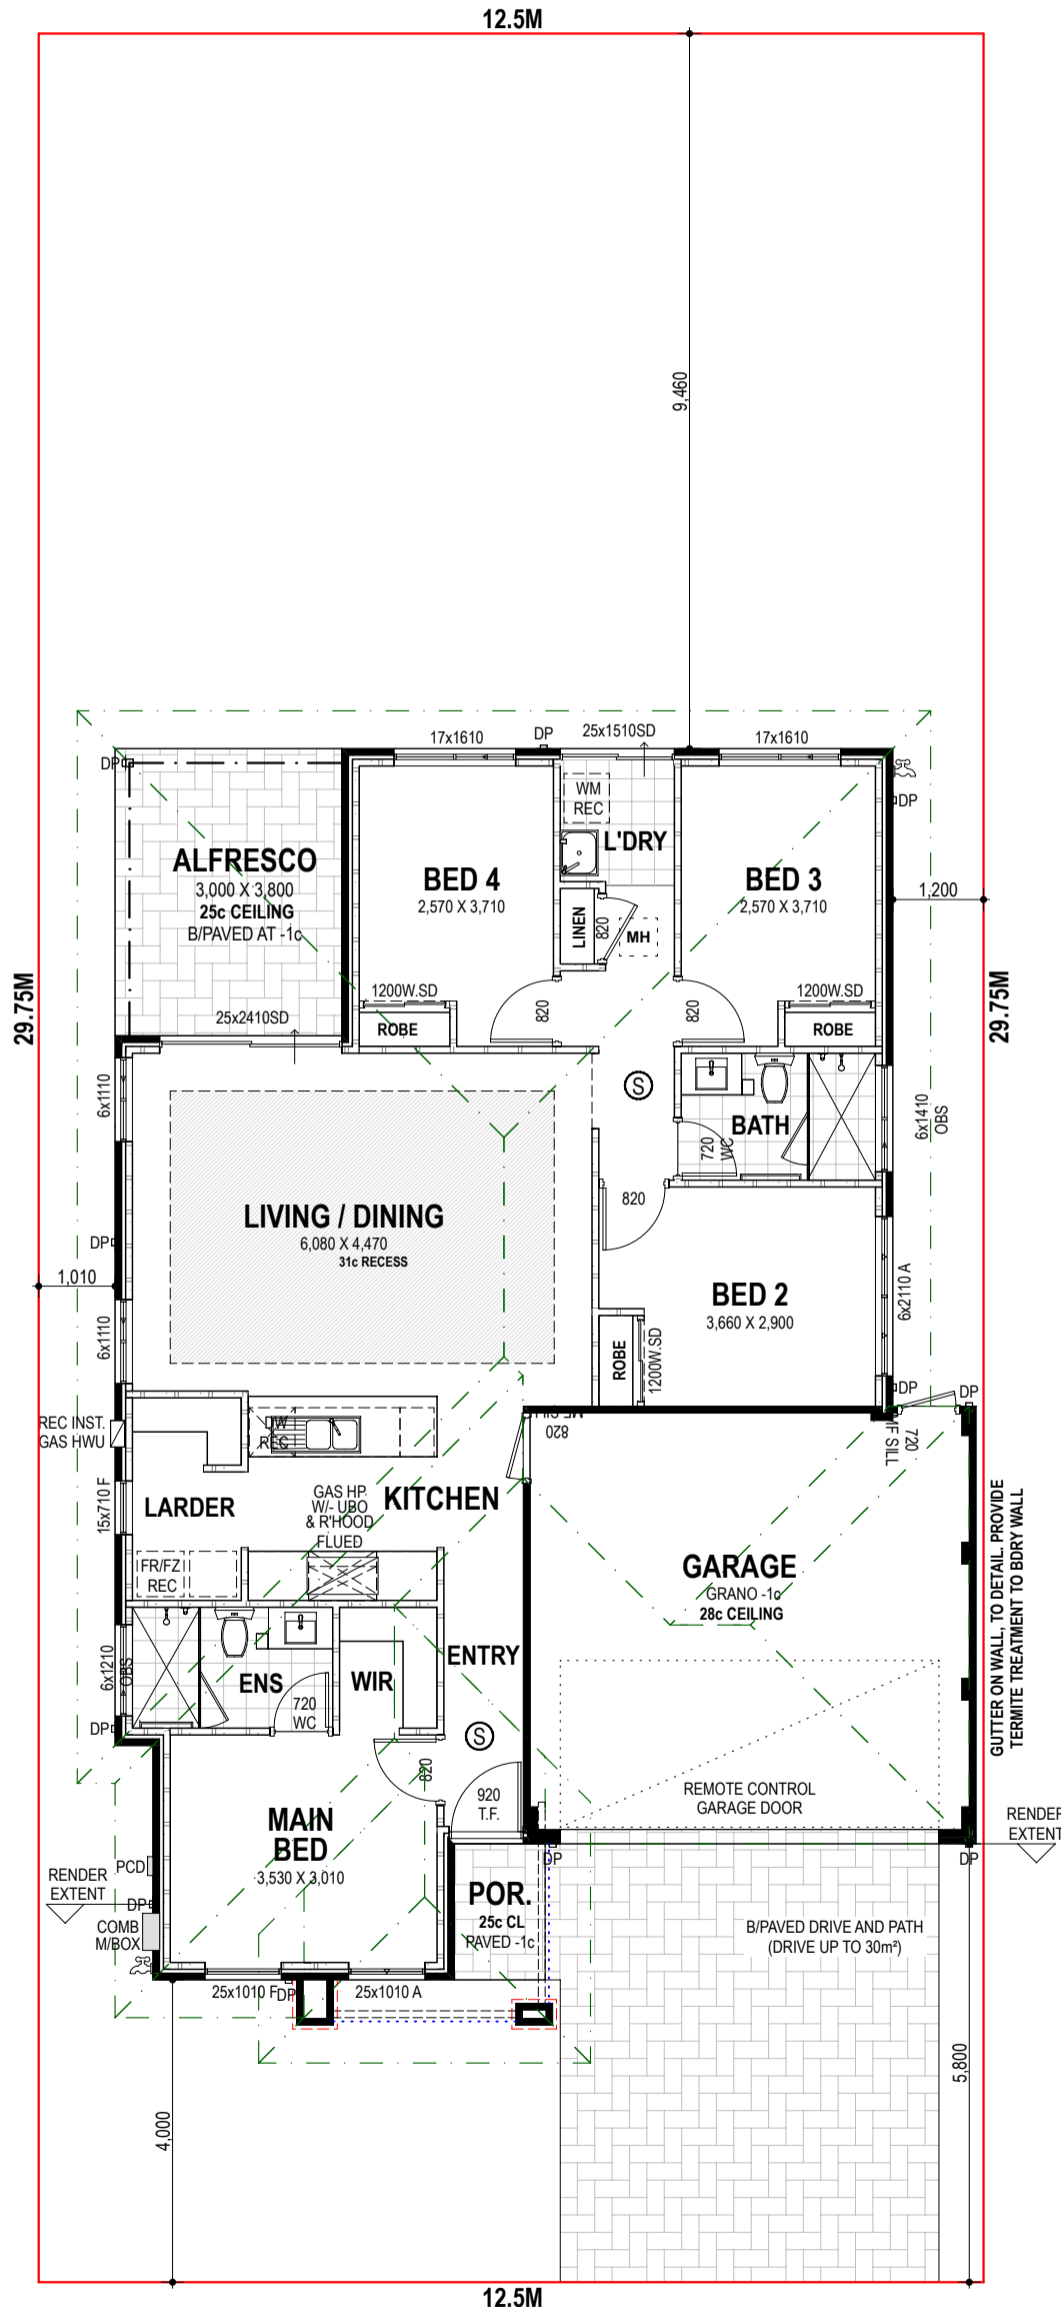 12.5M
9,460
17x1610
DP
25x1510SD
17x1610
DP
DP
WM
REC
L'DRY
ALFRESCO
3,000 X 3,800
25c CEILING
B/PAVED AT -1c
BED 4
2,570 X 3,710
BED 3
2,570 X 3,710
1,200
LINEN
820
MH
29.75M
29.75M
1200W.SD
ROBE
820
820
1200W.SD
ROBE
25x2410SD
6x1110
S
BATH
720
WC
6x1410
OBS
820
LIVING / DINING
6,080 X 4,470
31c RECESS
DP
1,010
BED 2
3,660 X 2,900
6x2110 A
6x1110
ROBE
1200W.SD
DP
DP
REC INST.
GAS HWU
DW
REC
820
720
MF SILL
15x710 F
LARDER
KITCHEN
GAS HP.
W/- UBO
& R'HOOD
FLUED
FR/FZ
REC
GARAGE
GRANO -1c
28c CEILING
GUTTER ON WALL, TO DETAIL. PROVIDE
TERMITE TREATMENT TO BDRY WALL
6x1210
OBS
ENS
WIR
ENTRY
720
WC
DP
S
820
920
T.F.
REMOTE CONTROL
GARAGE DOOR
RENDER
EXTENT
MAIN
BED
3,530 X 3,010
DP
DP
PCD
RENDER
EXTENT
DP
COMB
M/BOX
POR.
25c CL
PAVED -1c
B/PAVED DRIVE AND PATH
(DRIVE UP TO 30m²)
25x1010 F
DP
25x1010 A
4,000
5,800
12.5M